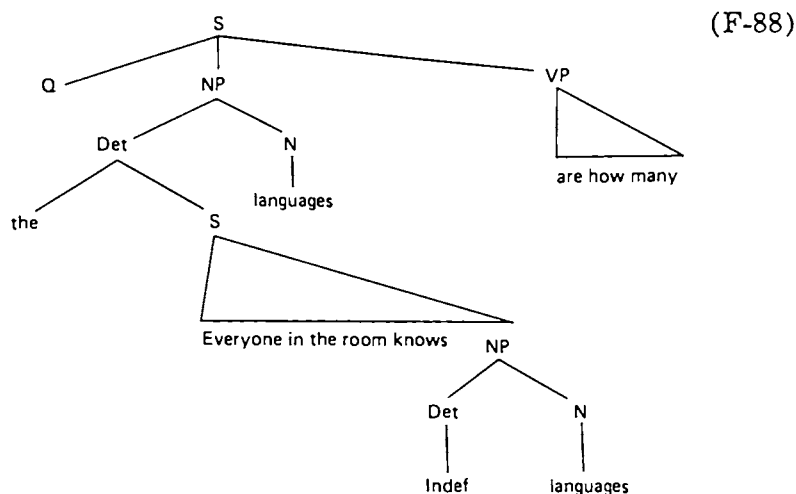 (F-88)
S
Q NP VP
Det N
are how many
the S languages
Everyone in the room knows
NP
Det N
Indef languages